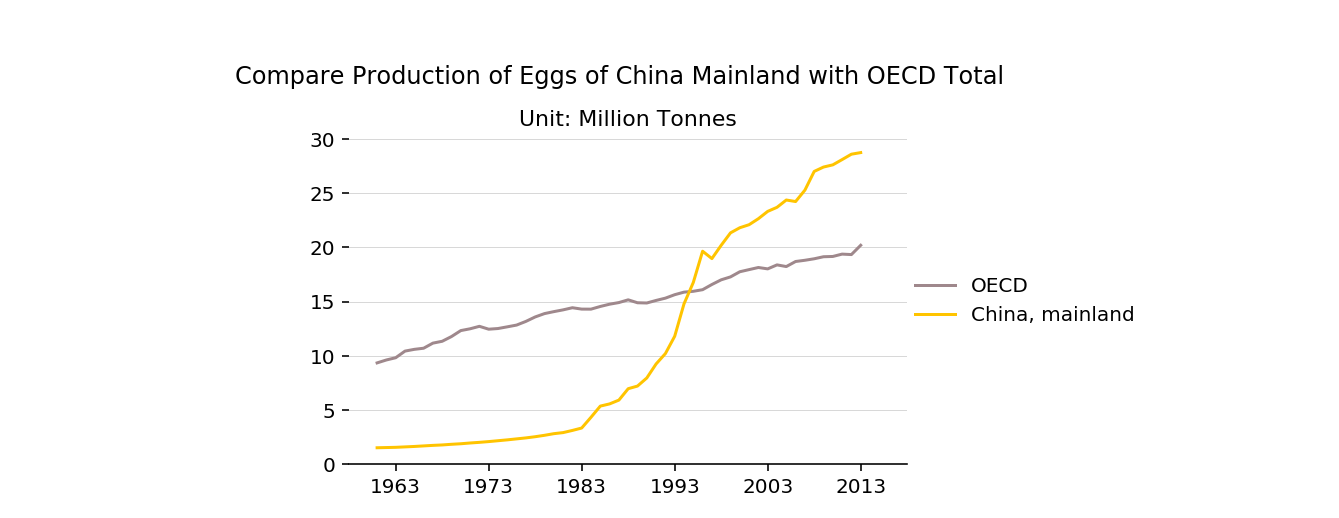 Compare Production of Eggs of China Mainland with OECD Total
Unit: Million Tonnes
30
25
20
15
10
5
0
1963 1973 1983 1993 2003 2013
OECD
China, mainland